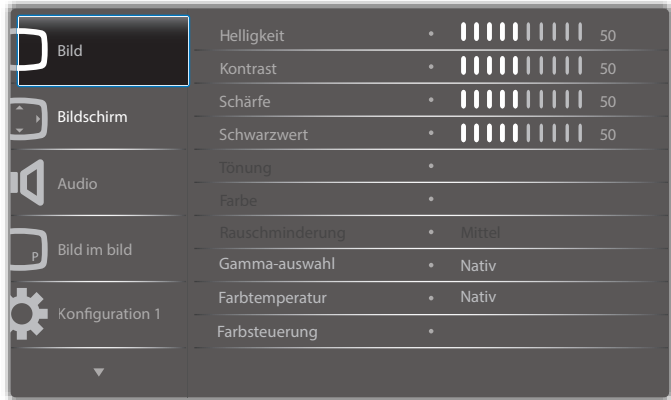 Bild
Bildschirm
Audio
P
Bild im bild
Konfiguration 1
Helligkeit • 50
Kontrast • 50
Schärfe • 50
Schwarzwert • 50
Tönung •
Farbe •
Rauschminderung • Mittel
Gamma-auswahl • Nativ
Farbtemperatur • Nativ
Farbsteuerung •